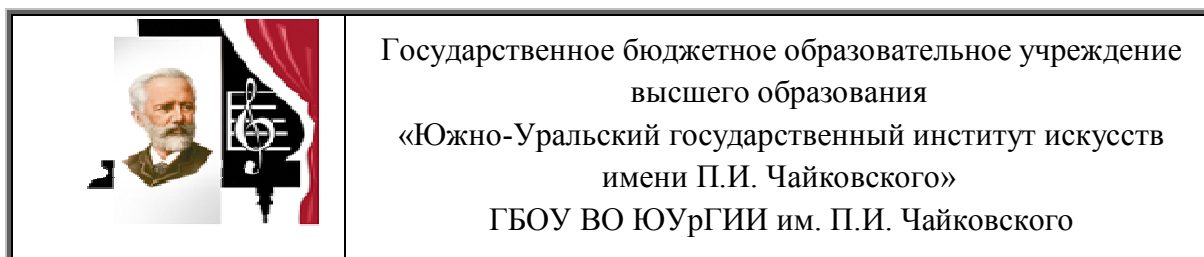 Государственное бюджетное образовательное учреждение
высшего образования
«Южно-Уральский государственный институт искусств
имени П.И. Чайковского»
ГБОУ ВО ЮУрГИИ им. П.И. Чайковского